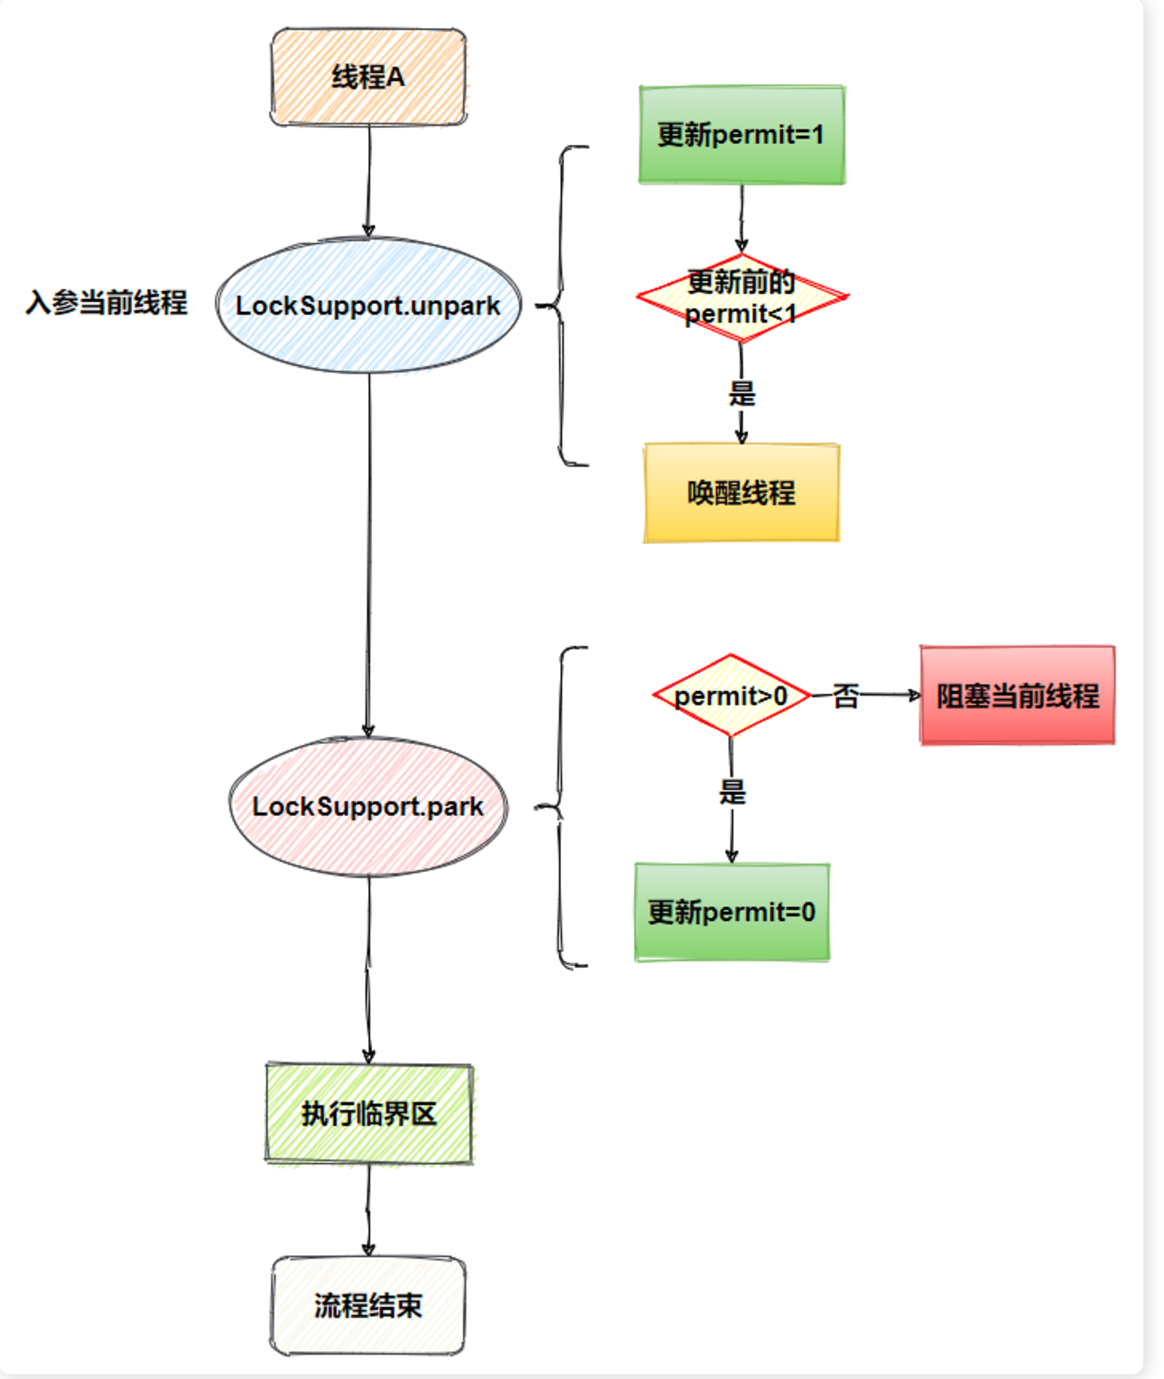 线程A
更新permit=1
入参当前线程
LockSupport.unpark
更新前的
permit<1
是
唤醒线程
permit>0
否
阻塞当前线程
是
LockSupport.park
更新permit=0
执行临界区
流程结束